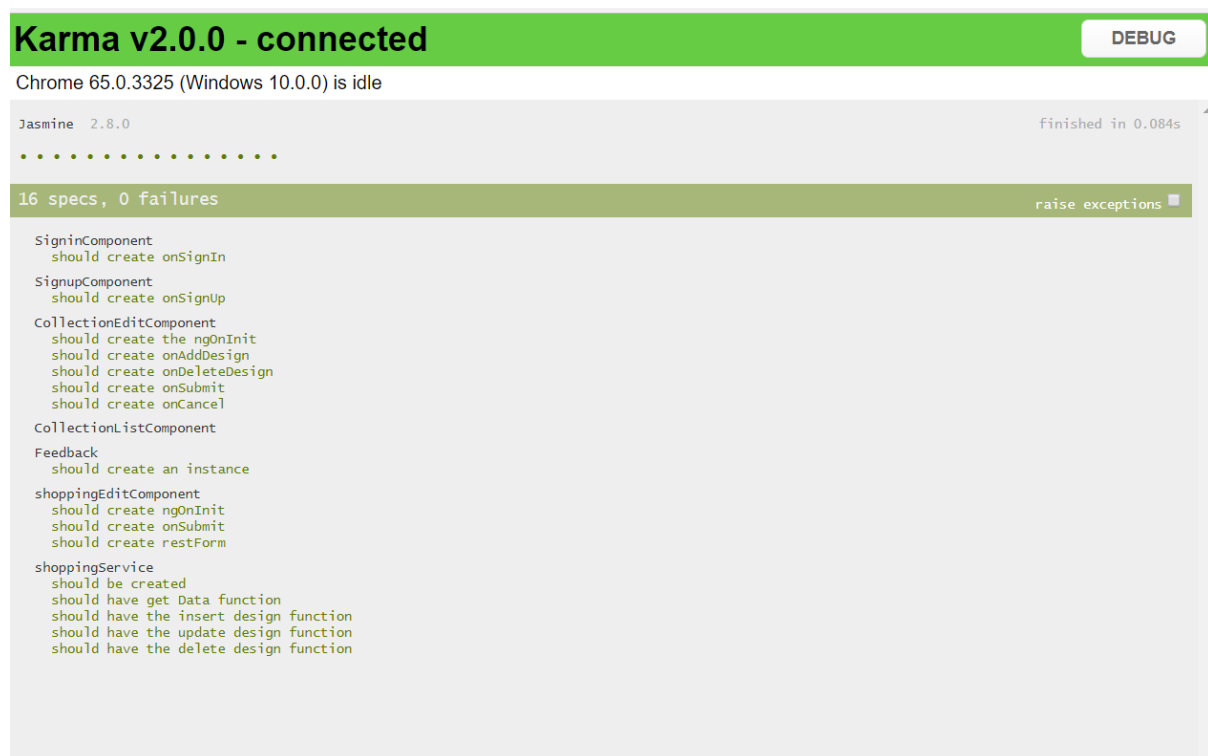 Karma v2.0.0 - connected
DEBUG
Chrome 65.0.3325 (Windows 10.0.0) is idle
Jasmine 2.8.0
finished in 0.084s
16 specs, 0 failures
raise exceptions
SigninComponent
should create onSignIn
SignupComponent
should create onSignUp
CollectionEditComponent
should create the ngOnInit
should create onAddDesign
should create onDeleteDesign
should create onSubmit
should create onCancel
CollectionListComponent
Feedback
should create an instance
shoppingEditComponent
should create ngOnInit
should create onSubmit
should create restForm
shoppingService
should be created
should have get Data function
should have the insert design function
should have the update design function
should have the delete design function